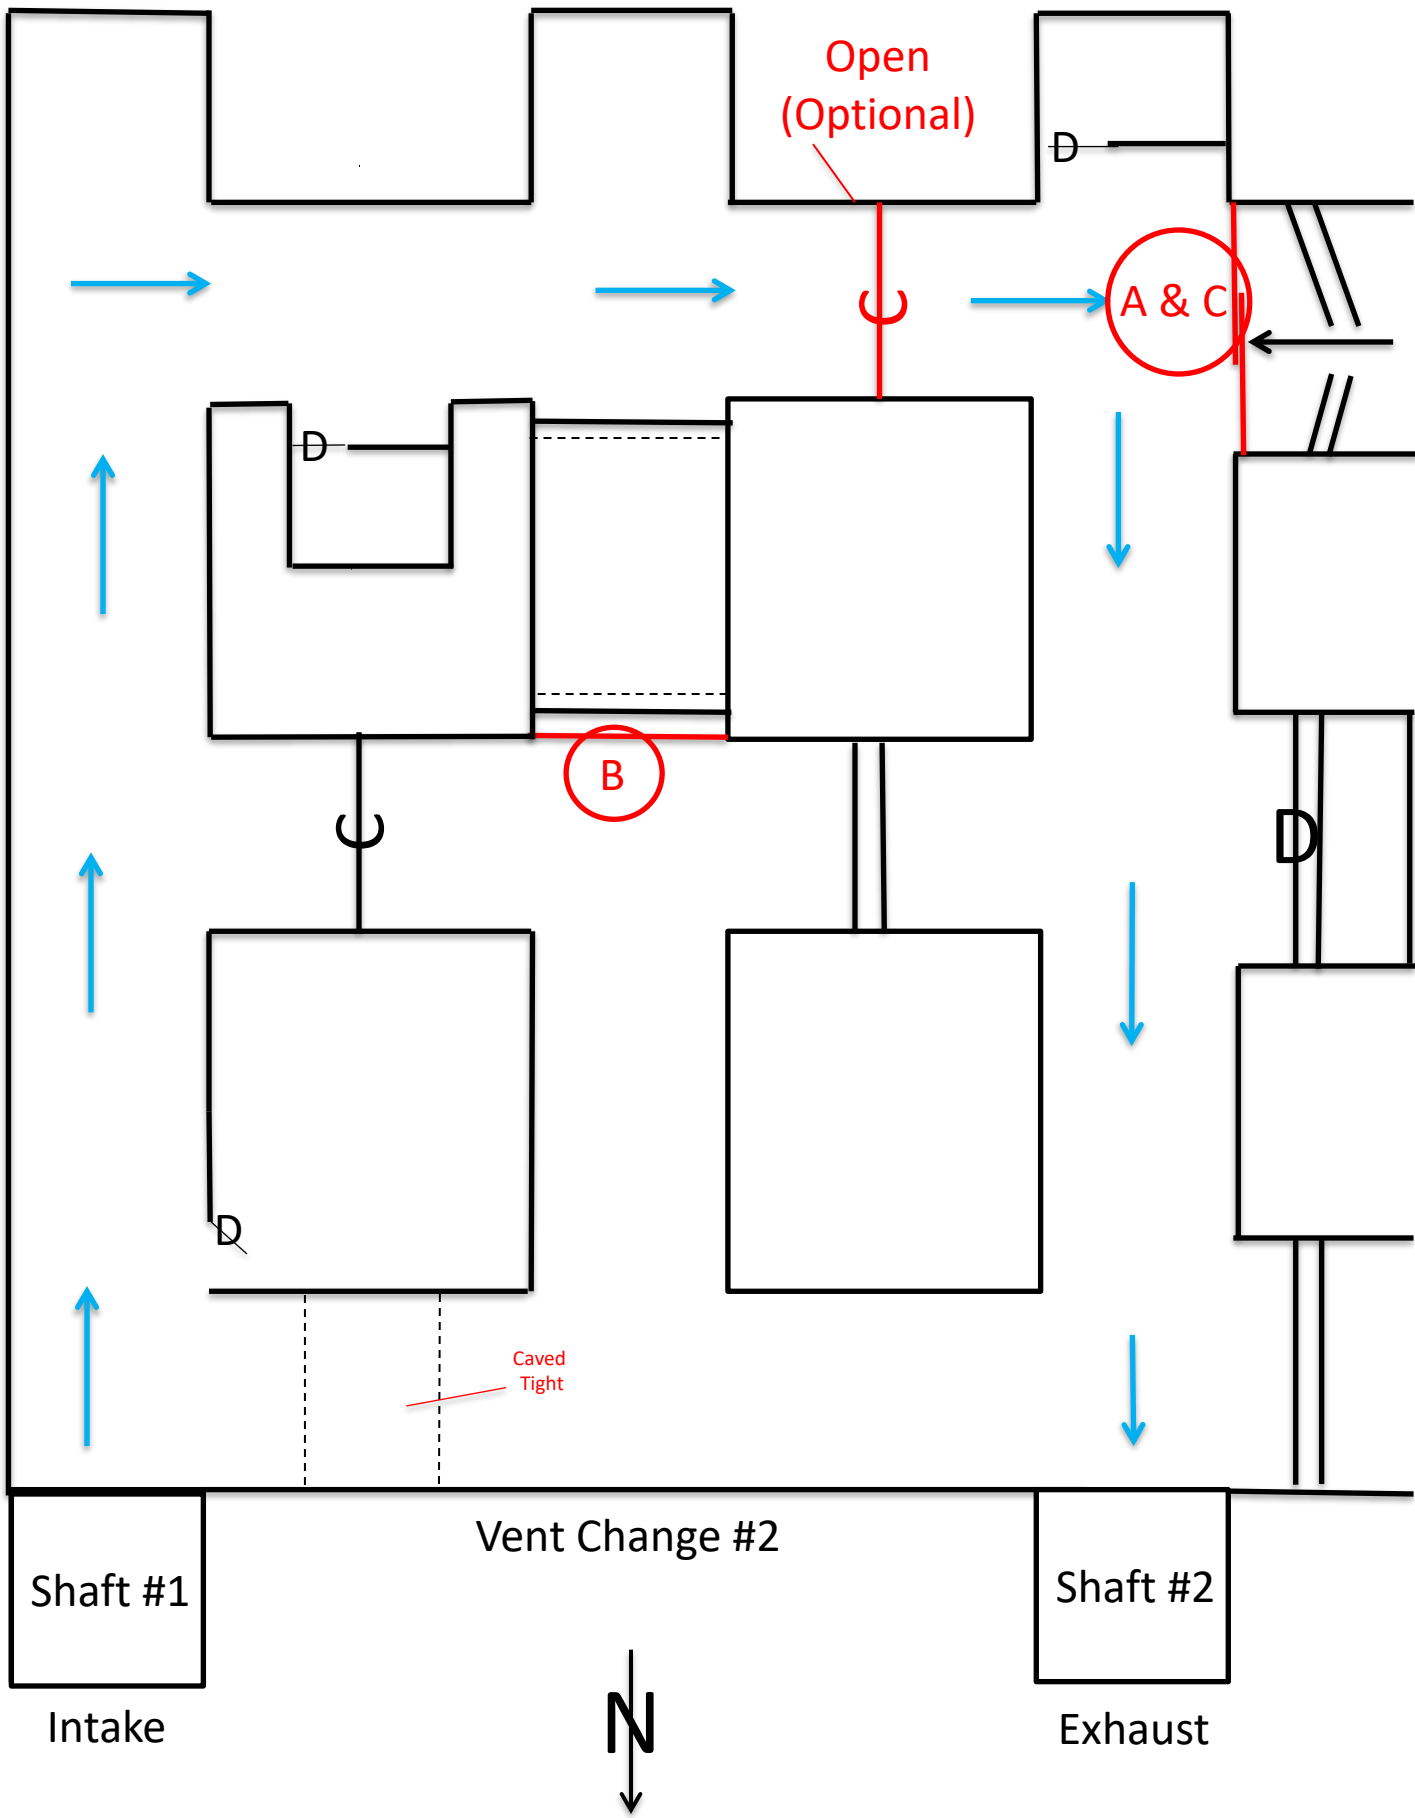 Open
(Optional)
D
A & C
C
D
B
C
D
D
Caved
Tight
Vent Change #2
Shaft #1
Shaft #2
Intake
N
Exhaust